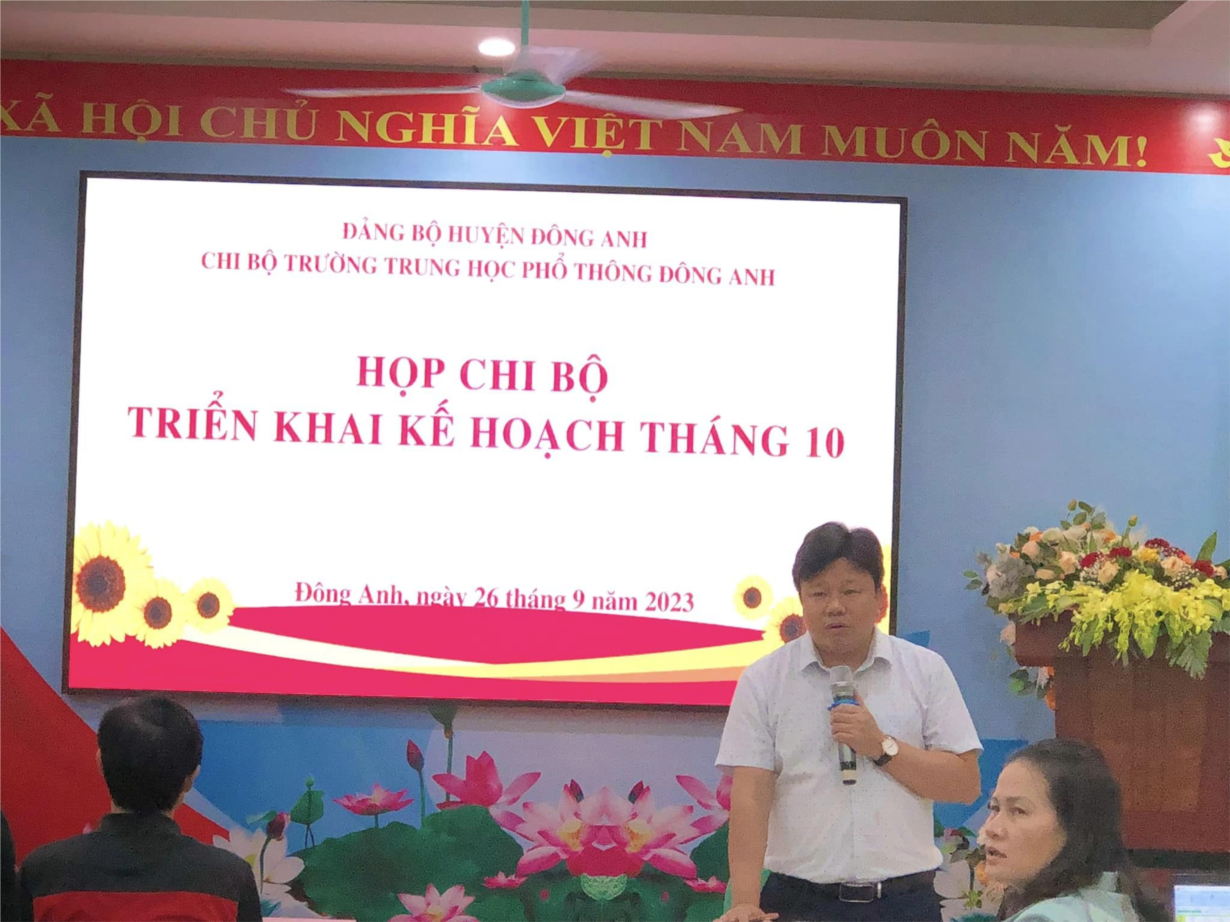 XÃ HỘI CHỦ NGHĨA VIỆT NAM MUÔN NĂM!
ĐẢNG BỘ HUYỆN ĐÔNG ANH
CHI BỘ TRƯỜNG TRUNG HỌC PHỔ THÔNG ĐÔNG ANH
HỌP CHI BỘ
TRIỂN KHAI KẾ HOẠCH THÁNG 10
Đông Anh, ngày 26 tháng 9 năm 2023